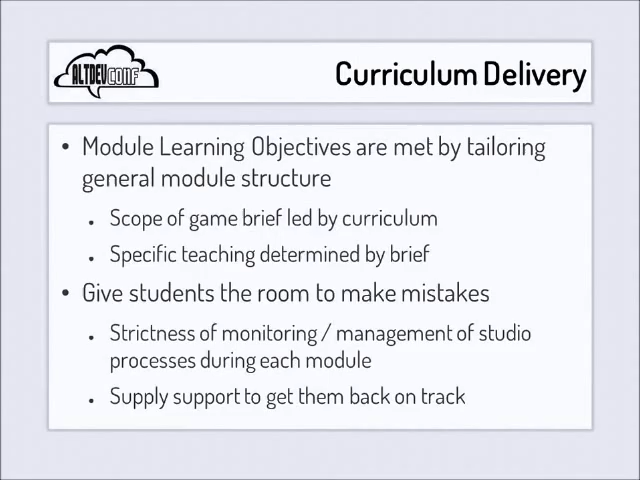 ALTDEVCONF
Curriculum Delivery
• Module Learning Objectives are met by tailoring
general module structure
• Scope of game brief led by curriculum
• Specific teaching determined by brief
• Give students the room to make mistakes
• Strictness of monitoring / management of studio
processes during each module
• Supply support to get them back on track